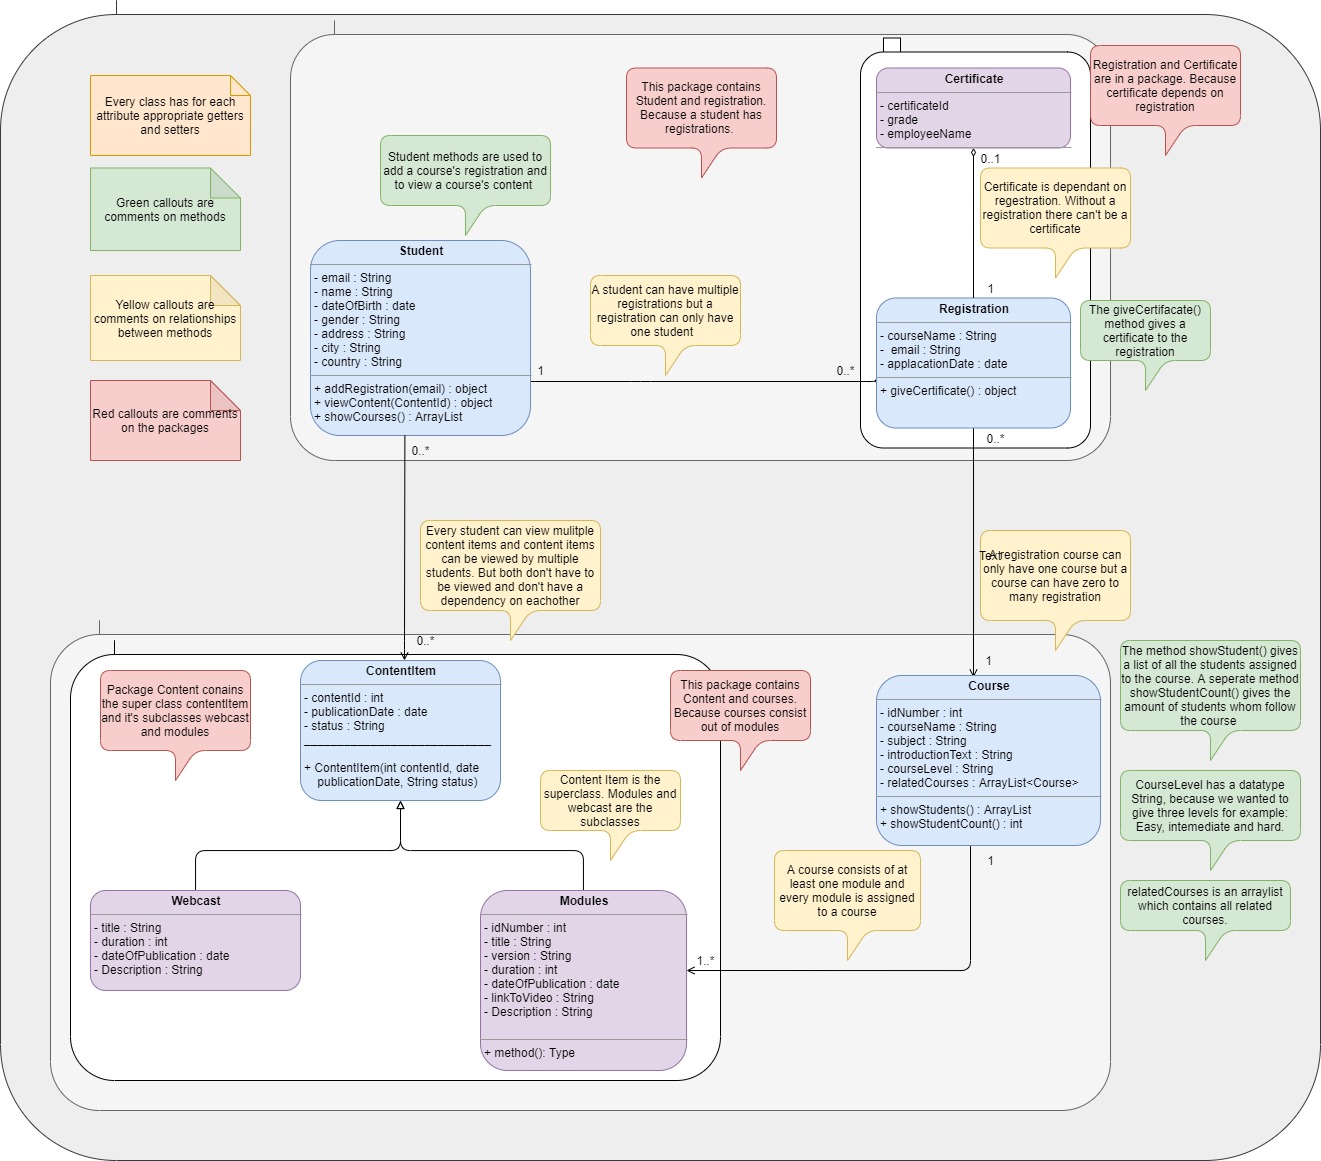 Every class has for each
attribute appropriate getters
and setters
Green callouts are
comments on methods
Yellow callouts are
comments on relationships
between methods
Red callouts are comments
on the packages
This package contains
Student and registration.
Because a student has
registrations.
Student methods are used to
add a course's registration and
to view a course's content
Certificate
- certificateId
- grade
- employeeName
Registration and Certificate
are in a package. Because
certificate depends on
registration
0..1
Certificate is dependant on
regestration. Without a
registration there can't be a
certificate
1
Student
- email : String
- name : String
- dateOfBirth : date
- gender : String
- address : String
- city : String
- country : String
+ addRegistration(email) : object
+ viewContent(ContentId) : object
+ showCourses() : ArrayList
A student can have multiple
registrations but a
registration can only have
one student
1
0..*
Registration
- courseName : String
- email : String
- applacationDate : date
+ giveCertificate() : object
The giveCertifacate()
method gives a
certificate to the
registration
0..*
0..*
Every student can view mulitple
content items and content items
can be viewed by multiple
students. But both don't have to
be viewed and don't have a
dependency on eachother
0..*
Text
A registration course can
only have one course but a
course can have zero to
many registration
1
Package Content conains
the super class contentItem
and it's subclasses webcast
and modules
ContentItem
- contentId : int
- publicationDate : date
- status : String
+ ContentItem(int contentId, date
publicationDate, String status)
This package contains
Content and courses.
Because courses consist
out of modules
Content Item is the
superclass. Modules and
webcast are the
subclasses
Course
- idNumber : int
- courseName : String
- subject : String
- introductionText : String
- courseLevel : String
- relatedCourses : ArrayList<Course>
+ showStudents() : ArrayList
+ showStudentCount() : int
The method showStudent() gives
a list of all the students assigned
to the course. A seperate method
showStudentCount() gives the
amount of students whom follow
the course
CourseLevel has a datatype
String, because we wanted to
give three levels for example:
Easy, intemediate and hard.
relatedCourses is an arraylist
which contains all related
courses.
1
A course consists of at
least one module and
every module is assigned
to a course
1..*
Webcast
- title : String
- duration : int
- dateOfPublication : date
- Description : String
Modules
- idNumber : int
- title : String
- version : String
- duration : int
- dateOfPublication : date
- linkToVideo : String
- Description : String
+ method(): Type